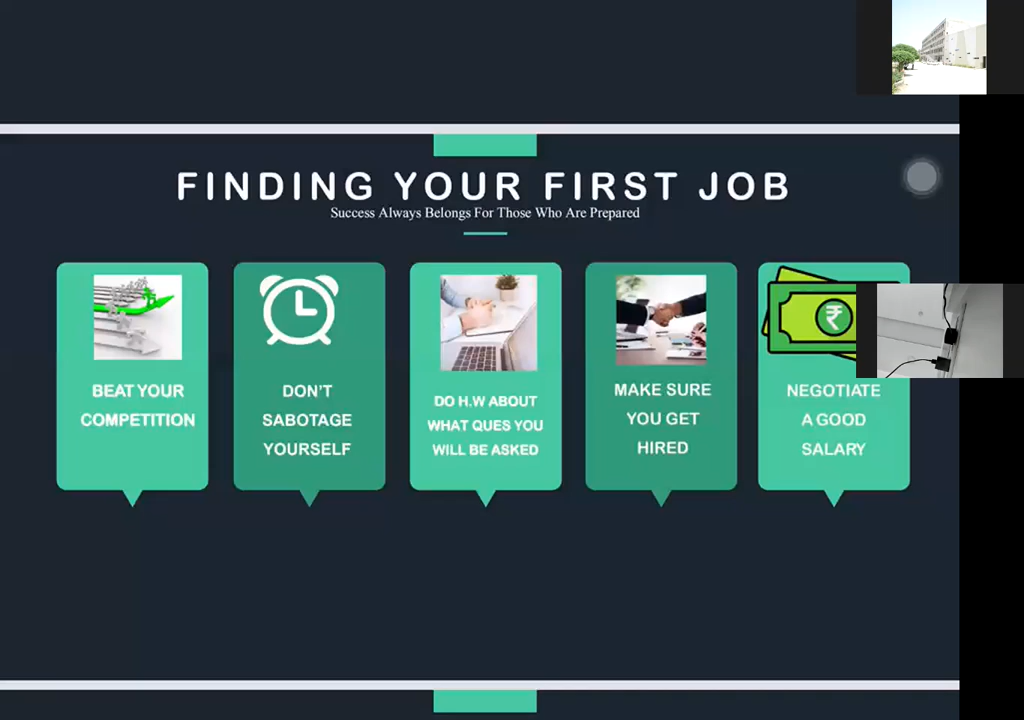 FINDING YOUR FIRST JOB
Success Always Belongs For Those Who Are Prepared
BEAT YOUR
COMPETITION
DON'T
SABOTAGE
YOURSELF
DO H.W ABOUT
WHAT QUES YOU
WILL BE ASKED
MAKE SURE
YOU GET
HIRED
₹
NEGOTIATE
A GOOD
SALARY